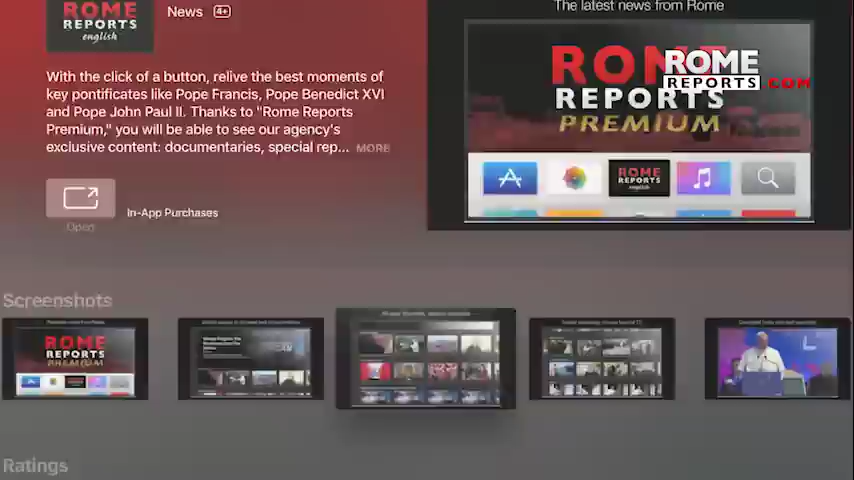 ROME
REPORTS
english
News 4+
With the click of a button, relive the best moments of
key pontificates like Pope Francis, Pope Benedict XVI
and Pope John Paul II. Thanks to "Rome Reports
Premium," you will be able to see our agency's
exclusive content: documentaries, special rep... MORE
Open
In-App Purchases
The latest news from Rome
ROME
REPORTS
PREMIUM
ROME
REPORTS.COM
ROME
REPORTS
english
Screenshots
ROME
REPORTS
PREMIUM
Ratings